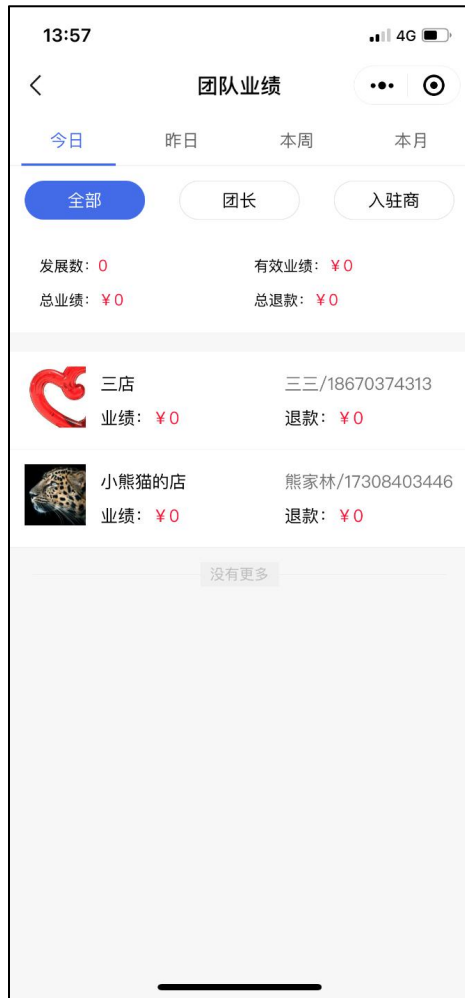 13:57 4G
团队业绩
今日 昨日 本周 本月
全部 团长 入驻商
发展数：0 有效业绩：￥0
总业绩：￥0 总退款：￥0
三店 三三/18670374313
业绩：￥0 退款：￥0
小熊猫的店 熊家林/17308403446
业绩：￥0 退款：￥0
没有更多